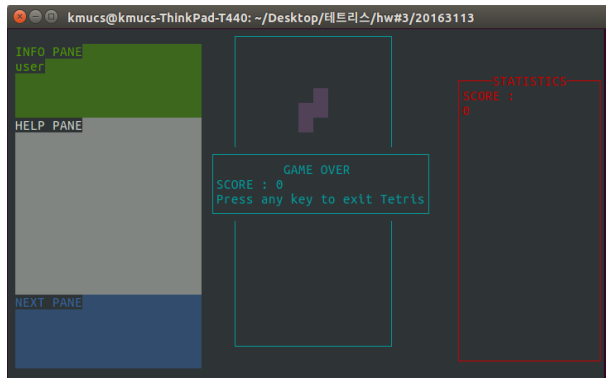 kmucs@kmucs-ThinkPad-T440: ~/Desktop/테트리스/hw#3/20163113
INFO PANE
user
HELP PANE
NEXT PANE
GAME OVER
SCORE : 0
Press any key to exit Tetris
STATISTICS
SCORE :
0